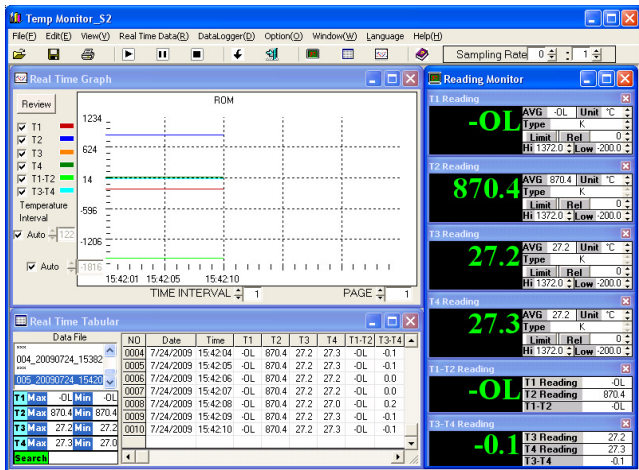 Temp Monitor_S2
File(F) Edit(E) View(V) Real Time Data(R) DataLogger(D) Option(O) Window(W) Language Help(H)
Sampling Rate 0 : 1
Real Time Graph
Review
ROM
T1
T2
T3
T4
T1-T2
T3-T4
Temperature
Interval
Auto 122
Auto
1234
624
14
-596
-1206
-1816
15:42:01 15:42:05 15:42:10
TIME INTERVAL 1 PAGE 1
Reading Monitor
T1 Reading
-OL
AVG -OL Unit °C
Type K
Limit Rel 0
Hi 1372.0 Low -200.0
T2 Reading
870.4
AVG 870.4 Unit °C
Type K
Limit Rel 0
Hi 1372.0 Low -200.0
T3 Reading
27.2
AVG 27.2 Unit °C
Type K
Limit Rel 0
Hi 1372.0 Low -200.0
T4 Reading
27.3
AVG 27.3 Unit °C
Type K
Limit Rel 0
Hi 1372.0 Low -200.0
T1-T2 Reading
-OL
T1 Reading -OL
T2 Reading 870.4
T1-T2 -OL
T3-T4 Reading
-0.1
T3 Reading 27.2
T4 Reading 27.3
T3-T4 -0.1
Real Time Tabular
Data File
004_20090724_15382
005_20090724_15420
T1 Max -OL Min -OL
T2 Max 870.4 Min 870.4
T3 Max 27.2 Min 27.2
T4 Max 27.3 Min 27.0
Search
NO Date Time T1 T2 T3 T4 T1-T2 T3-T4
0004 7/24/2009 15:42:04 -OL 870.4 27.2 27.3 -OL -0.1
0005 7/24/2009 15:42:05 -OL 870.4 27.2 27.3 -OL -0.1
0006 7/24/2009 15:42:06 -OL 870.4 27.2 27.2 -OL 0.0
0007 7/24/2009 15:42:07 -OL 870.4 27.2 27.2 -OL 0.0
0008 7/24/2009 15:42:08 -OL 870.4 27.2 27.0 -OL 0.2
0009 7/24/2009 15:42:09 -OL 870.4 27.2 27.3 -OL -0.1
0010 7/24/2009 15:42:10 -OL 870.4 27.2 27.3 -OL -0.1